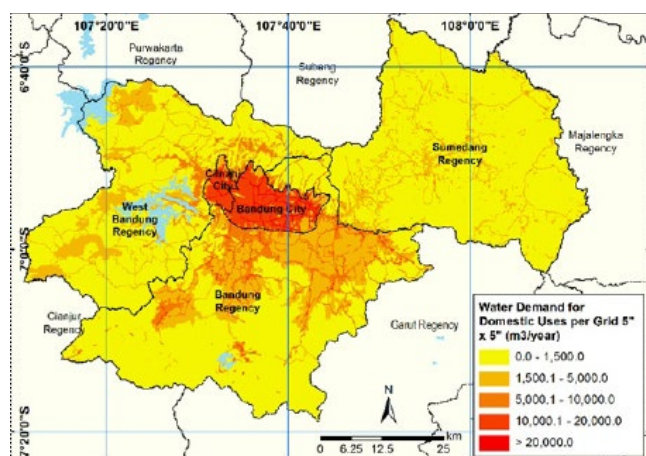 107°20'0"E
107°40'0"E
108°0'0"E
6°40'0"S
7°0'0"S
7°20'0"S
Purwakarta
Regency
Subang
Regency
Majalengka
Regency
Sumedang
Regency
Cimahi
City
Bandung City
West
Bandung
Regency
Bandung
Regency
Cianjur
Regency
Garut Regency
Water Demand for
Domestic Uses per Grid 5"
x 5" (m3/year)
0.0 - 1,500.0
1,500.1 - 5,000.0
5,000.1 - 10,000.0
10,000.1 - 20,000.0
> 20,000.0
N
km
0 6.25 12.5 25